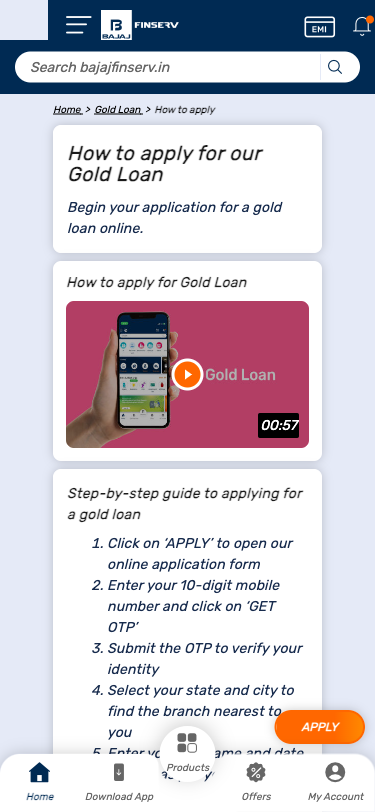 BAJAJ FINSERV
EMI
Search bajajfinserv.in
Home > Gold Loan > How to apply
How to apply for our
Gold Loan
Begin your application for a gold
loan online.
How to apply for Gold Loan
Gold Loan
00:57
Step-by-step guide to applying for
a gold loan
1. Click on ‘APPLY’ to open our
online application form
2. Enter your 10-digit mobile
number and click on ‘GET
OTP’
3. Submit the OTP to verify your
identity
4. Select your state and city to
find the branch nearest to
you
APPLY
5. Enter name and date
Products
Home Download App Offers My Account